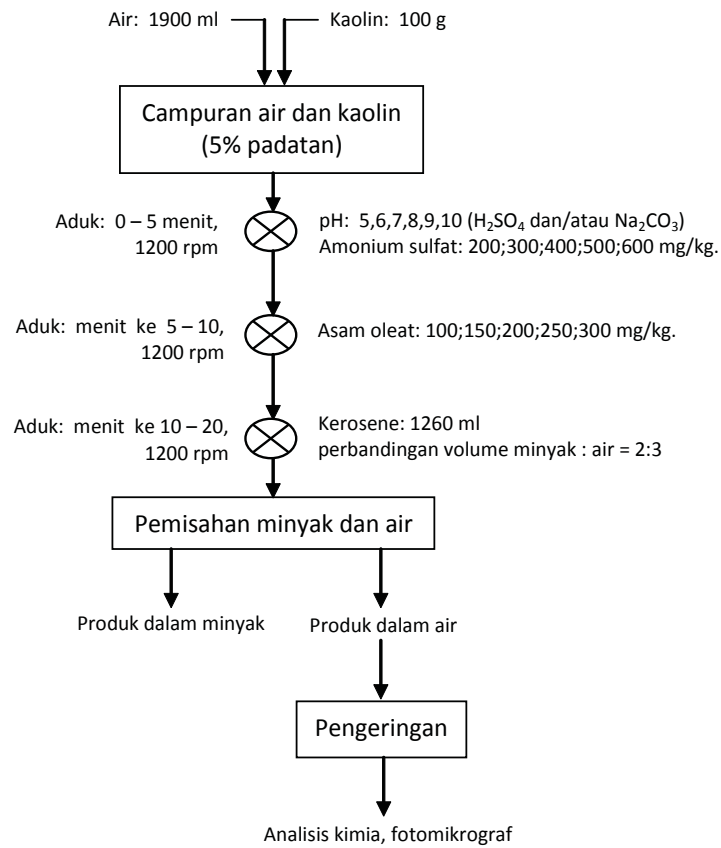 Air: 1900 ml
Kaolin: 100 g
Campuran air dan kaolin
(5% padatan)
Aduk: 0 – 5 menit,
1200 rpm
pH: 5,6,7,8,9,10 (H₂SO₄ dan/atau Na₂CO₃)
Amonium sulfat: 200;300;400;500;600 mg/kg.
Aduk: menit ke 5 – 10,
1200 rpm
Asam oleat: 100;150;200;250;300 mg/kg.
Aduk: menit ke 10 – 20,
1200 rpm
Kerosene: 1260 ml
perbandingan volume minyak : air = 2:3
Pemisahan minyak dan air
Produk dalam minyak
Produk dalam air
Pengeringan
Analisis kimia, fotomikrograf